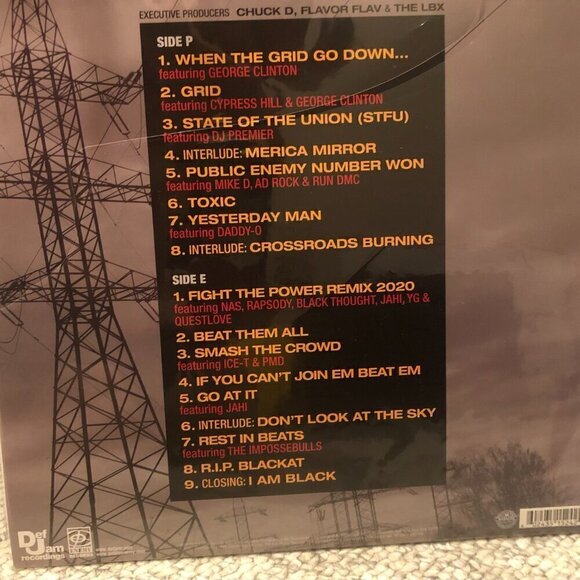 EXECUTIVE PRODUCERS CHUCK D, FLAVOR FLAV & THE LBX
SIDE P
1. WHEN THE GRID GO DOWN...
featuring GEORGE CLINTON
2. GRID
featuring CYPRESS HILL & GEORGE CLINTON
3. STATE OF THE UNION (STFU)
featuring DJ PREMIER
4. INTERLUDE: MERICA MIRROR
5. PUBLIC ENEMY NUMBER WON
featuring MIKE D, AD ROCK & RUN DMC
6. TOXIC
7. YESTERDAY MAN
featuring DADDY-O
8. INTERLUDE: CROSSROADS BURNING
SIDE E
1. FIGHT THE POWER REMIX 2020
featuring NAS, RAPSODY, BLACK THOUGHT, JAHI, YG &
QUESTLOVE
2. BEAT THEM ALL
3. SMASH THE CROWD
featuring ICE-T & PMD
4. IF YOU CAN'T JOIN EM BEAT EM
5. GO AT IT
featuring JAHI
6. INTERLUDE: DON'T LOOK AT THE SKY
7. REST IN BEATS
featuring THE IMPOSSEBULLS
8. R.I.P. BLACKAT
9. CLOSING: I AM BLACK
Def
Jam
recordings